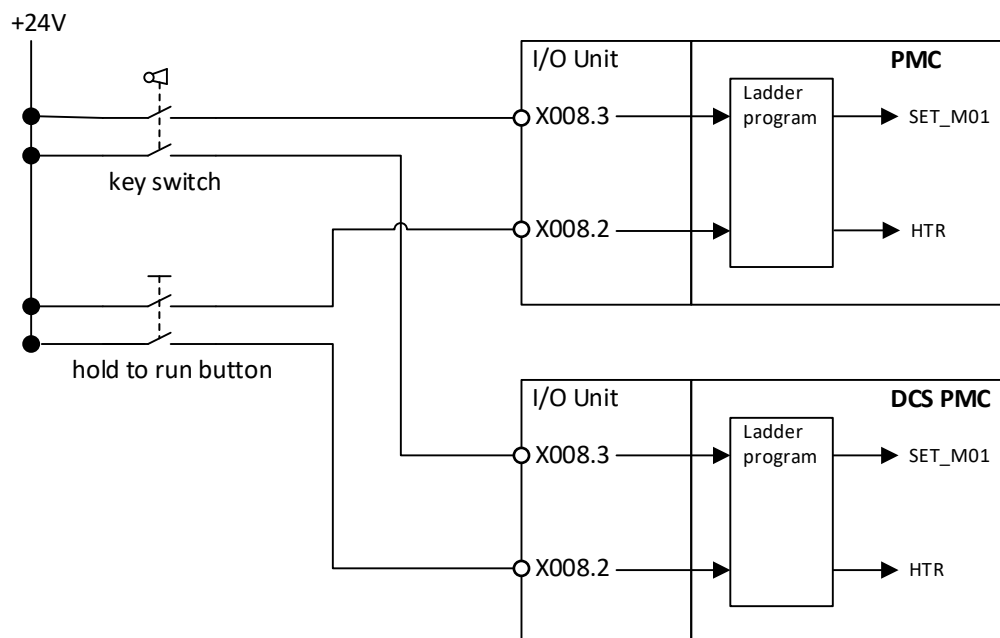 +24V
I/O Unit
PMC
X008.3
Ladder
program
SET_M01
key switch
X008.2
HTR
hold to run button
I/O Unit
DCS PMC
Ladder
program
X008.3
SET_M01
X008.2
HTR